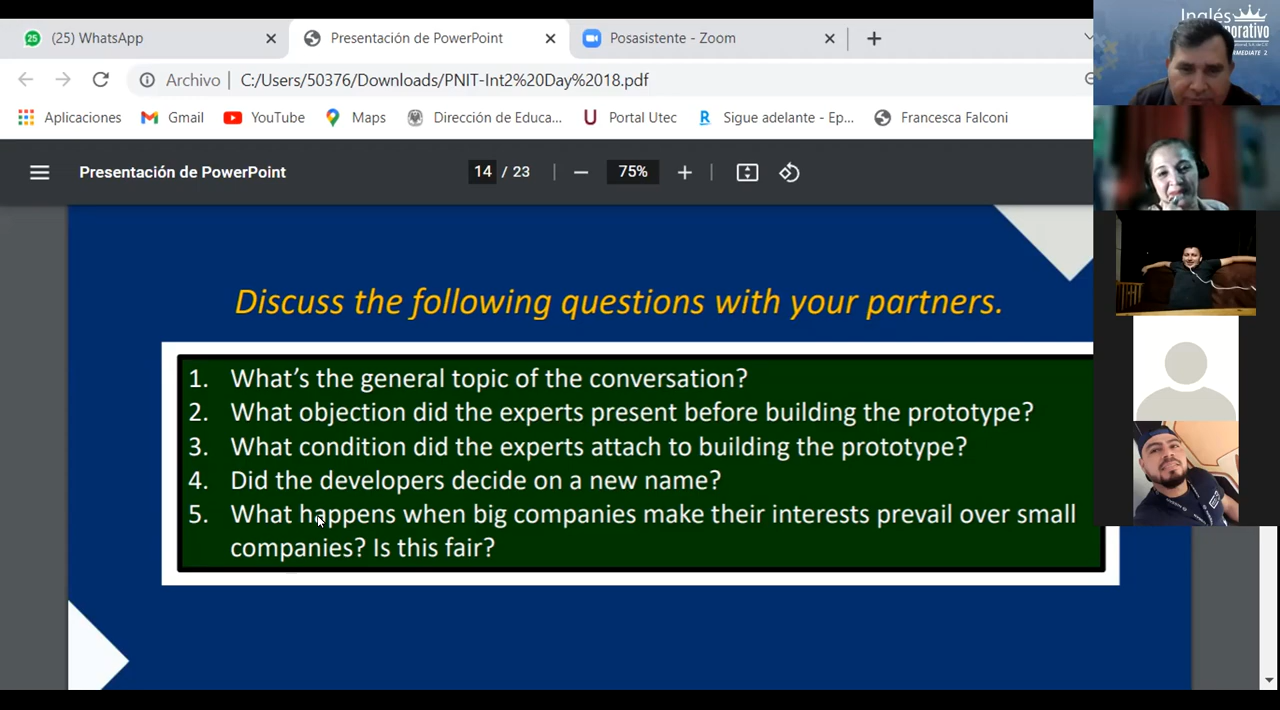 (25) WhatsApp
Presentación de PowerPoint
Posasistente - Zoom
Archivo
C:/Users/50376/Downloads/PNIT-Int2%20Day%2018.pdf
Aplicaciones
Gmail
YouTube
Maps
Dirección de Educa...
Portal Utec
Sigue adelante - Ep...
Francesca Falconi
Presentación de PowerPoint
14 / 23
75%
Discuss the following questions with your partners.
1. What's the general topic of the conversation?
2. What objection did the experts present before building the prototype?
3. What condition did the experts attach to building the prototype?
4. Did the developers decide on a new name?
5. What happens when big companies make their interests prevail over small
companies? Is this fair?
Inglés